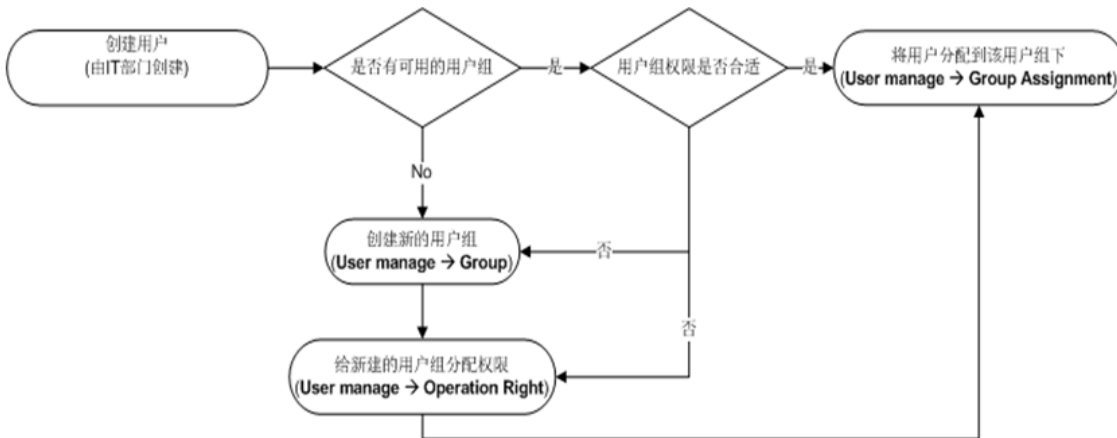 创建用户
(由IT部门创建)
是否有可用的用户组
是
用户组权限是否合适
是
将用户分配到该用户组下
(User manage → Group Assignment)
No
创建新的用户组
(User manage → Group)
否
否
给新建的用户组分配权限
(User manage → Operation Right)